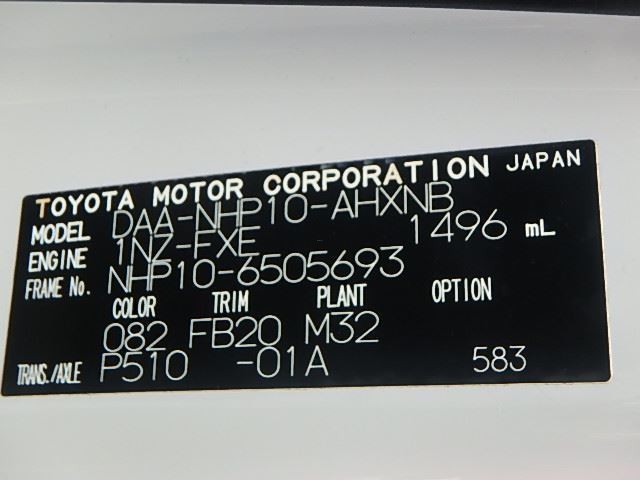 TOYOTA MOTOR CORPORATION JAPAN
MODEL DAA-NHP10-AHXNB
ENGINE 1NZ-FXE 1496 mL
FRAME No. NHP10-6505693
COLOR TRIM PLANT OPTION
082 FB20 M32
TRANS./AXLE P510 -01A 583